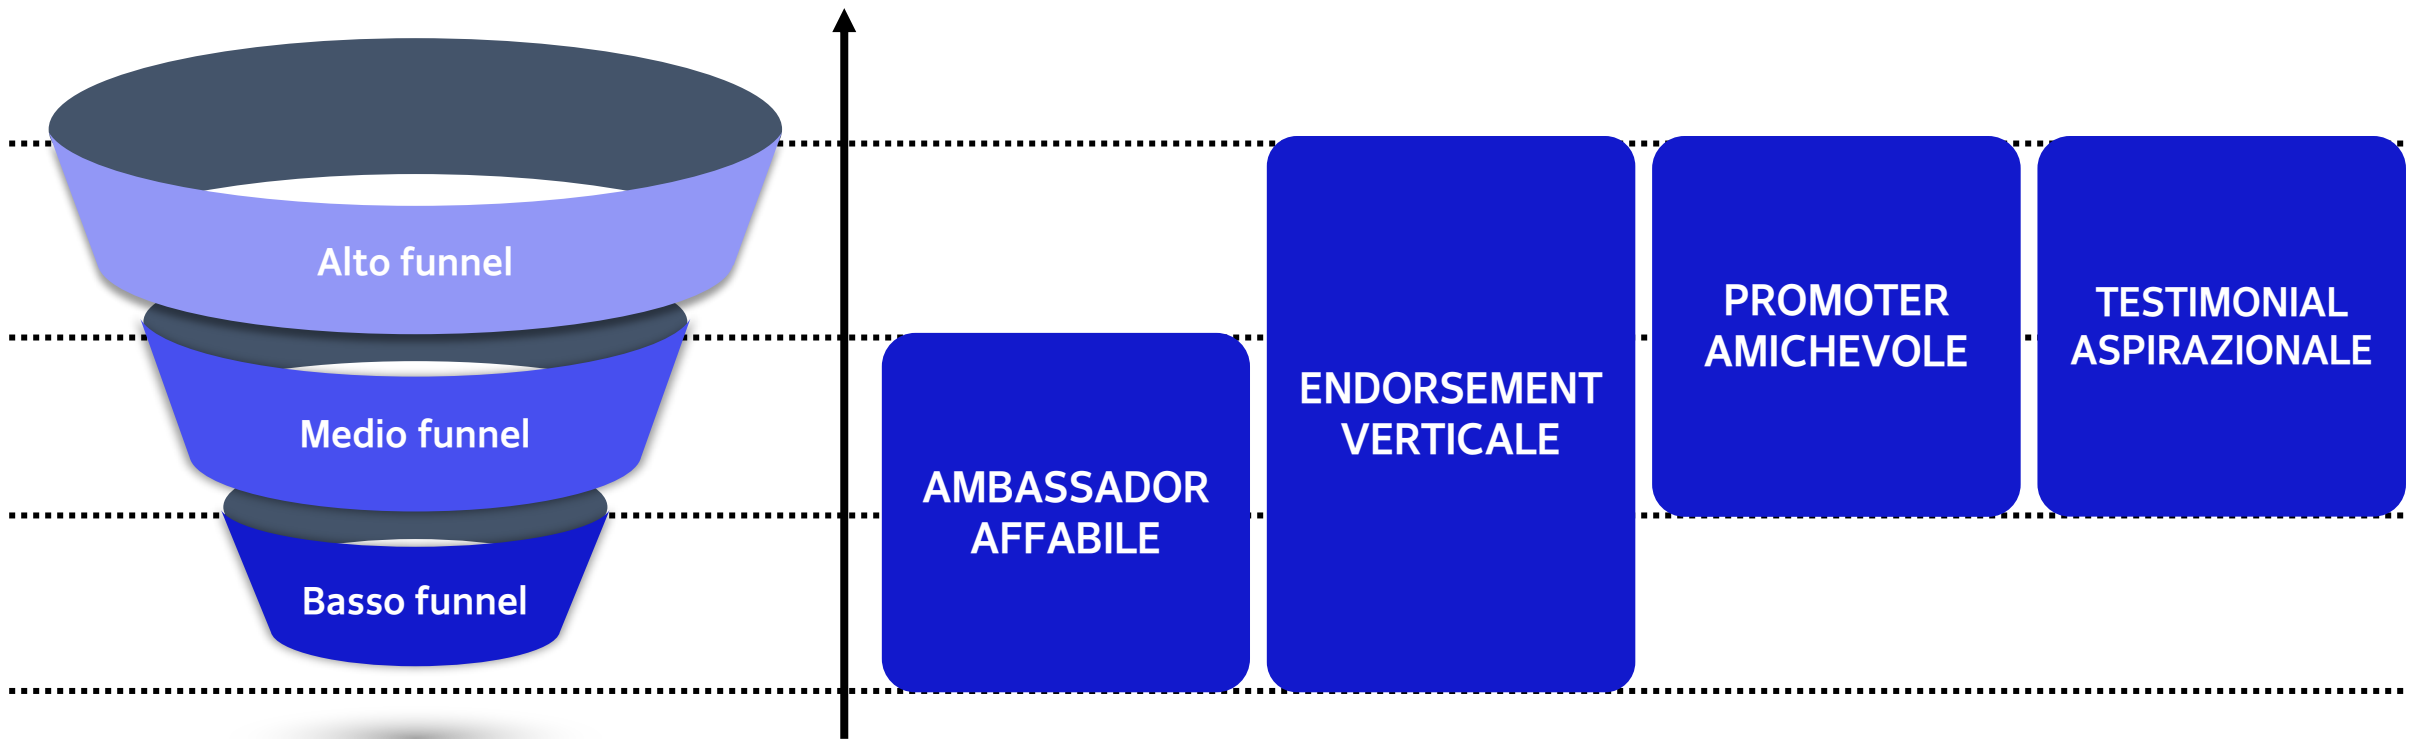 Alto funnel
Medio funnel
Basso funnel
AMBASSADOR
AFFABILE
ENDORSEMENT
VERTICALE
PROMOTER
AMICHEVOLE
TESTIMONIAL
ASPIRAZIONALE